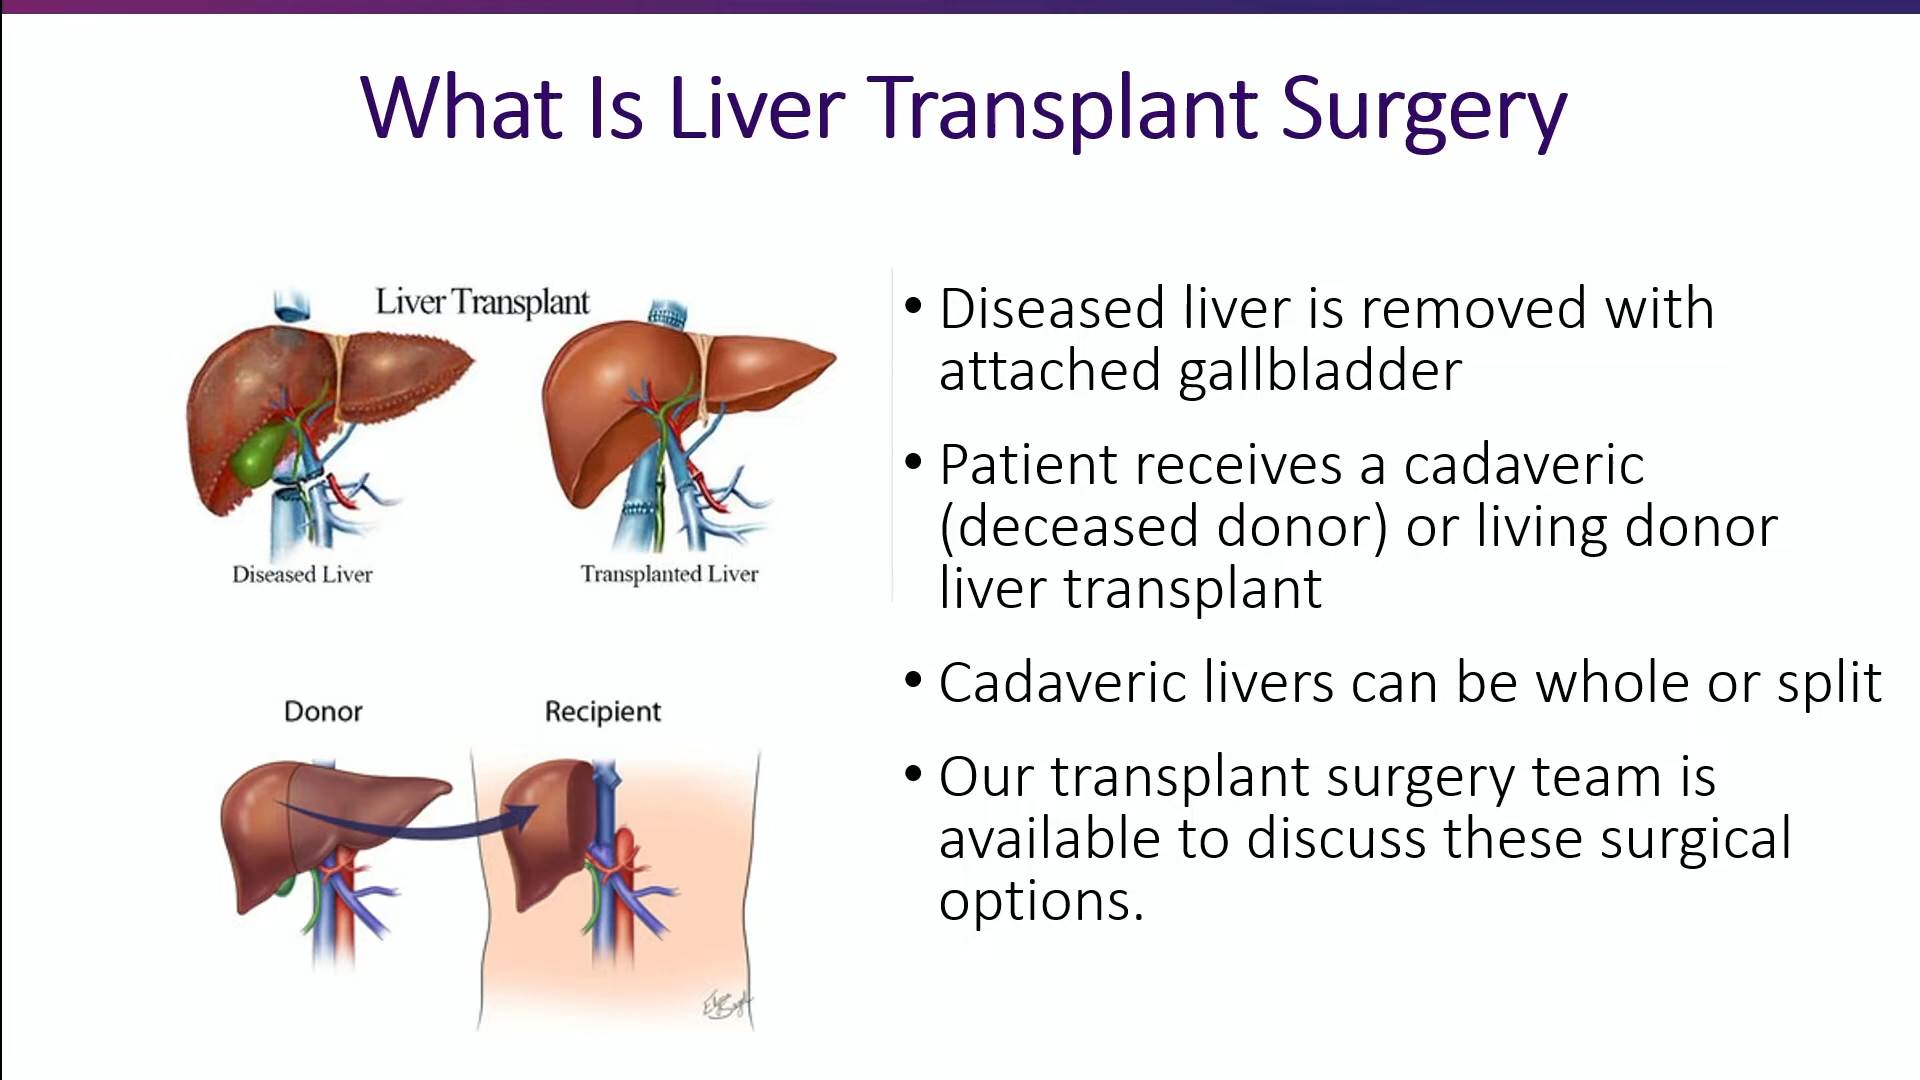 What Is Liver Transplant Surgery
Liver Transplant
Diseased Liver
Transplanted Liver
Donor
Recipient
• Diseased liver is removed with
attached gallbladder
• Patient receives a cadaveric
(deceased donor) or living donor
liver transplant
• Cadaveric livers can be whole or split
• Our transplant surgery team is
available to discuss these surgical
options.